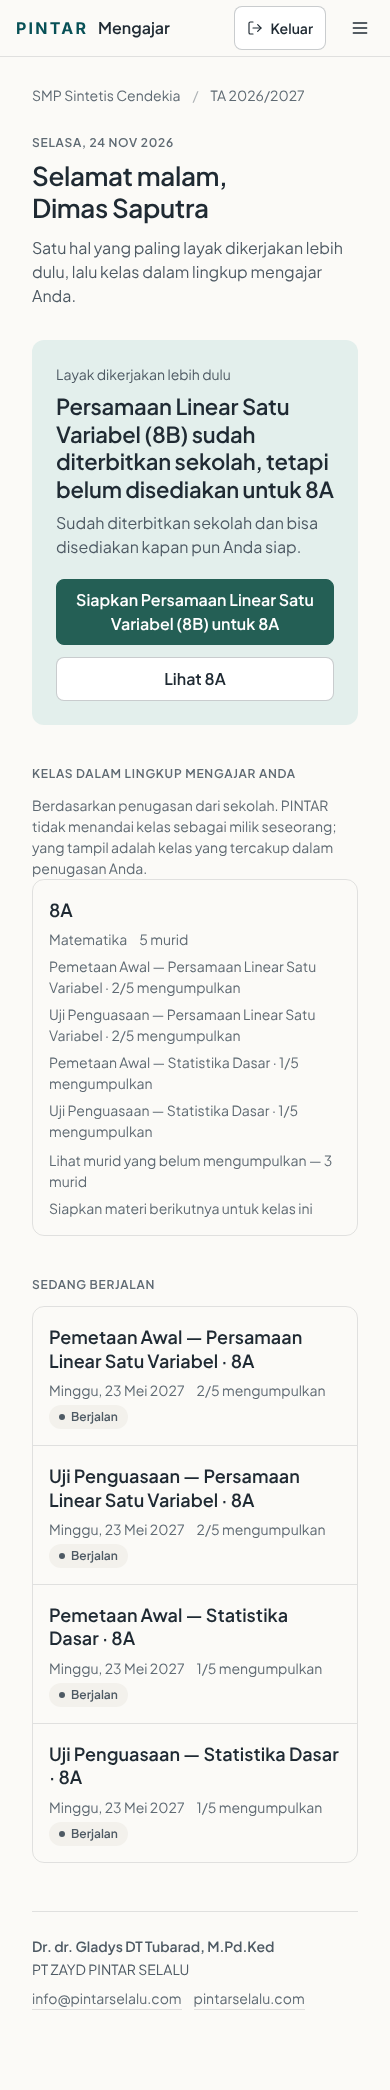 PINTAR Mengajar
Keluar
SMP Sintetis Cendekia / TA 2026/2027
SELASA, 24 NOV 2026
Selamat malam,
Dimas Saputra
Satu hal yang paling layak dikerjakan lebih
dulu, lalu kelas dalam lingkup mengajar
Anda.
Layak dikerjakan lebih dulu
Persamaan Linear Satu
Variabel (8B) sudah
diterbitkan sekolah, tetapi
belum disediakan untuk 8A
Sudah diterbitkan sekolah dan bisa
disediakan kapan pun Anda siap.
Siapkan Persamaan Linear Satu
Variabel (8B) untuk 8A
Lihat 8A
KELAS DALAM LINGKUP MENGAJAR ANDA
Berdasarkan penugasan dari sekolah. PINTAR
tidak menandai kelas sebagai milik seseorang;
yang tampil adalah kelas yang tercakup dalam
penugasan Anda.
8A
Matematika 5 murid
Pemetaan Awal — Persamaan Linear Satu
Variabel · 2/5 mengumpulkan
Uji Penguasaan — Persamaan Linear Satu
Variabel · 2/5 mengumpulkan
Pemetaan Awal — Statistika Dasar · 1/5
mengumpulkan
Uji Penguasaan — Statistika Dasar · 1/5
mengumpulkan
Lihat murid yang belum mengumpulkan — 3
murid
Siapkan materi berikutnya untuk kelas ini
SEDANG BERJALAN
Pemetaan Awal — Persamaan
Linear Satu Variabel · 8A
Minggu, 23 Mei 2027 2/5 mengumpulkan
Berjalan
Uji Penguasaan — Persamaan
Linear Satu Variabel · 8A
Minggu, 23 Mei 2027 2/5 mengumpulkan
Berjalan
Pemetaan Awal — Statistika
Dasar · 8A
Minggu, 23 Mei 2027 1/5 mengumpulkan
Berjalan
Uji Penguasaan — Statistika Dasar
· 8A
Minggu, 23 Mei 2027 1/5 mengumpulkan
Berjalan
Dr. dr. Gladys DT Tubarad, M.Pd.Ked
PT ZAYD PINTAR SELALU
info@pintarselalu.com pintarselalu.com